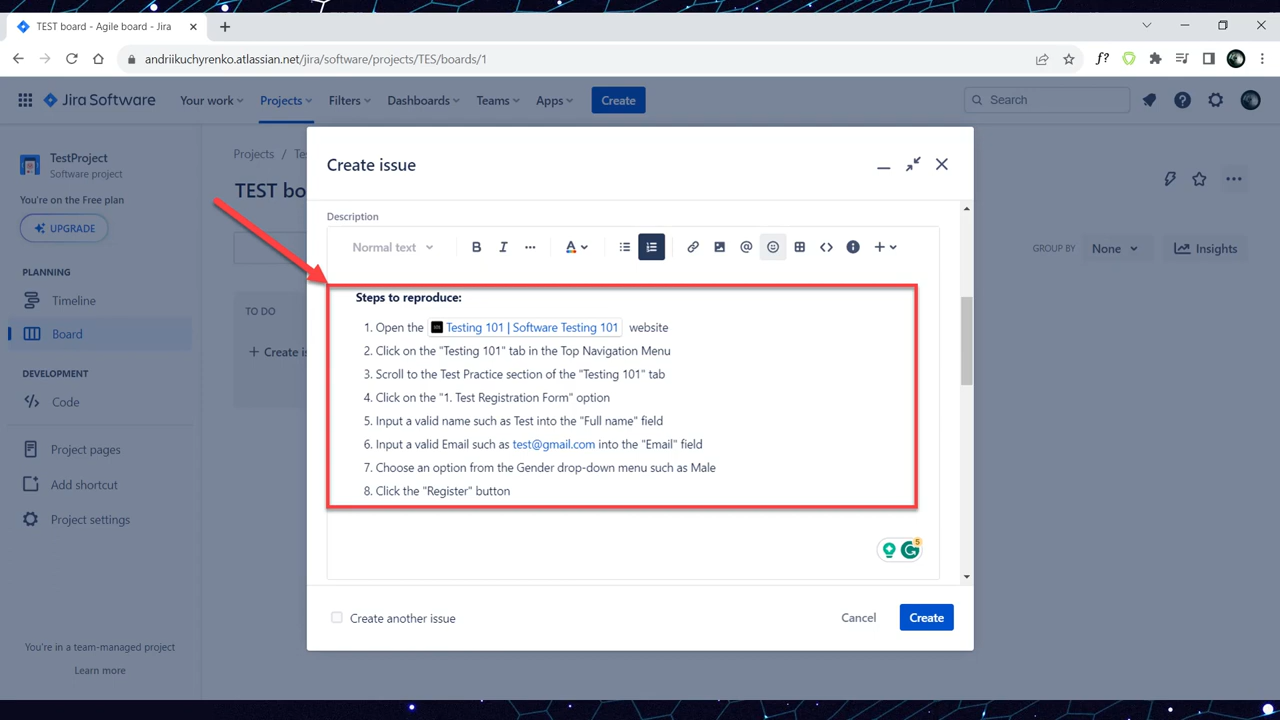 TEST board - Agile board - Jira
andriikuchyrenko.atlassian.net/jira/software/projects/TES/boards/1
f?
Jira Software
Your work
Projects
Filters
Dashboards
Teams
Apps
Create
Search
TestProject
Software project
You're on the Free plan
UPGRADE
PLANNING
Timeline
Board
DEVELOPMENT
Code
Project pages
Add shortcut
Project settings
You're in a team-managed project
Learn more
Projects / Te
TEST bo
GROUP BY
None
Insights
TO DO
+ Create is
Create issue
Description
Normal text
B I
A
Steps to reproduce:
1. Open the Testing 101 | Software Testing 101 website
2. Click on the "Testing 101" tab in the Top Navigation Menu
3. Scroll to the Test Practice section of the "Testing 101" tab
4. Click on the "1. Test Registration Form" option
5. Input a valid name such as Test into the "Full name" field
6. Input a valid Email such as test@gmail.com into the "Email" field
7. Choose an option from the Gender drop-down menu such as Male
8. Click the "Register" button
5
Create another issue
Cancel
Create